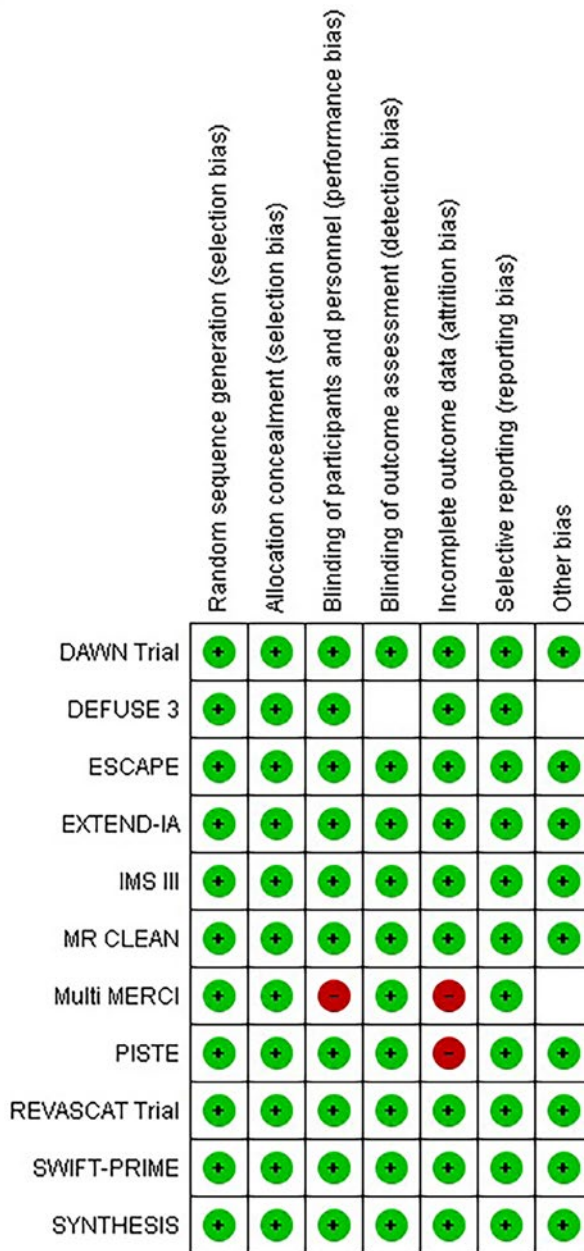 Random sequence generation (selection bias)
Allocation concealment (selection bias)
Blinding of participants and personnel (performance bias)
Blinding of outcome assessment (detection bias)
Incomplete outcome data (attrition bias)
Selective reporting (reporting bias)
Other bias
DAWN Trial + + + + + + +
DEFUSE 3 + + + + +
ESCAPE + + + + + + +
EXTEND-IA + + + + + + +
IMS III + + + + + + +
MR CLEAN + + + + + + +
Multi MERCI + + - + - +
PISTE + + + + - + +
REVASCAT Trial + + + + + + +
SWIFT-PRIME + + + + + + +
SYNTHESIS + + + + + + +